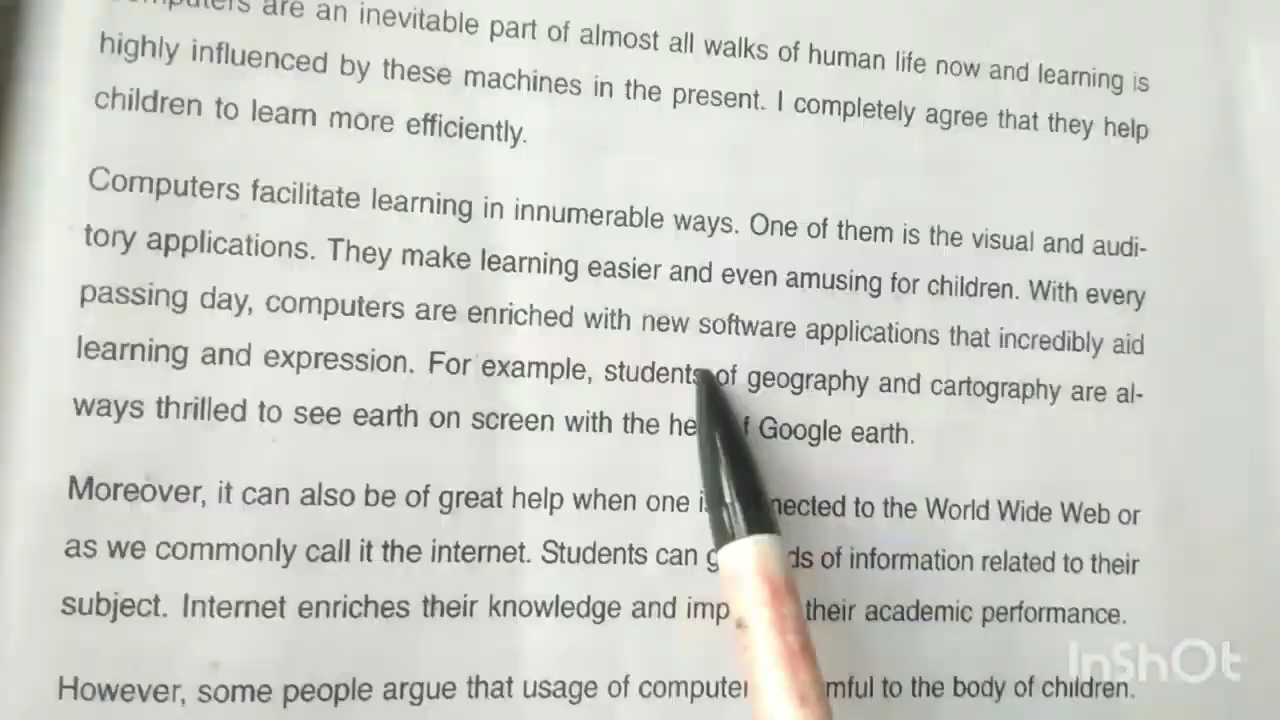 are an inevitable part of almost all walks of human life now and learning is
highly influenced by these machines in the present. I completely agree that they help
children to learn more efficiently.
Computers facilitate learning in innumerable ways. One of them is the visual and audi-
tory applications. They make learning easier and even amusing for children. With every
passing day, computers are enriched with new software applications that incredibly aid
learning and expression. For example, students of geography and cartography are al-
ways thrilled to see earth on screen with the Google earth.
Moreover, it can also be of great help when one to the World Wide Web or
as we commonly call it the internet. Students can of information related to their
subject. Internet enriches their knowledge and their academic performance.
However, some people argue that usage of to the body of children.
InShOt